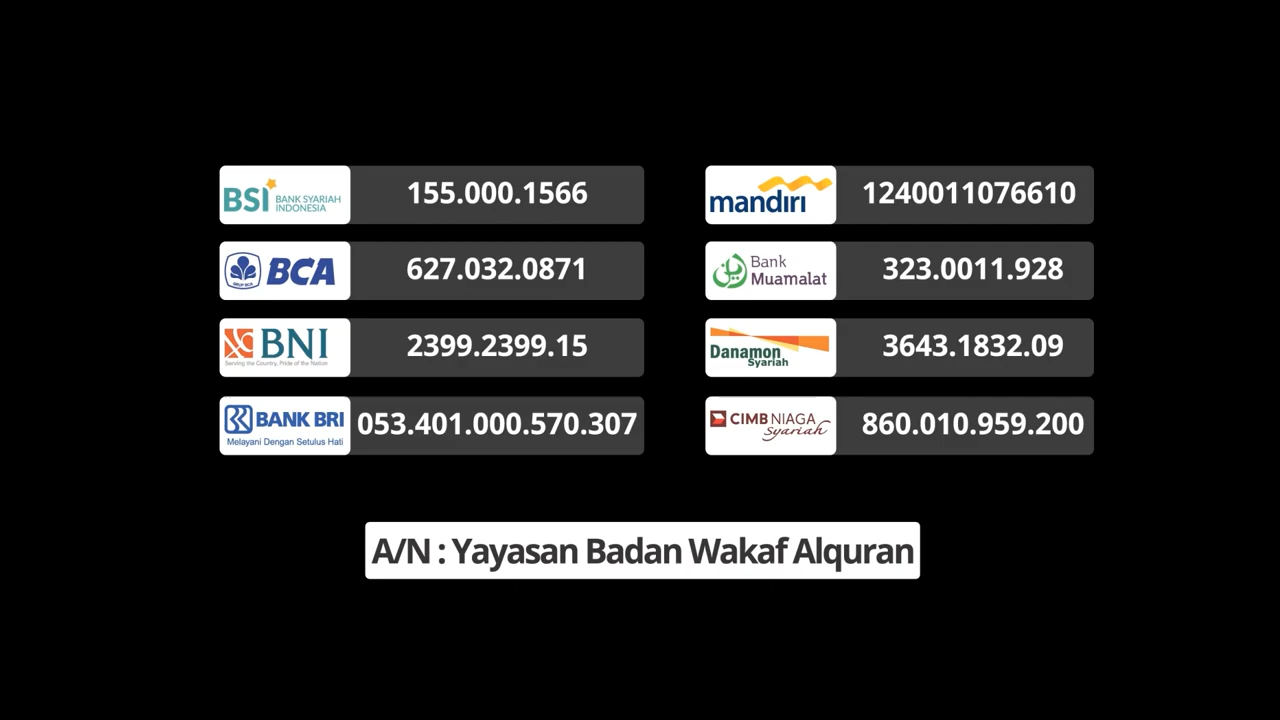 BSI BANK SYARIAH INDONESIA
155.000.1566
BCA
627.032.0871
BNI
Serving the Country, Pride of the Nation
2399.2399.15
BANK BRI
Melayani Dengan Setulus Hati
053.401.000.570.307
mandiri
1240011076610
Bank Muamalat
323.0011.928
Danamon Syariah
3643.1832.09
CIMB NIAGA Syariah
860.010.959.200
A/N : Yayasan Badan Wakaf Alquran